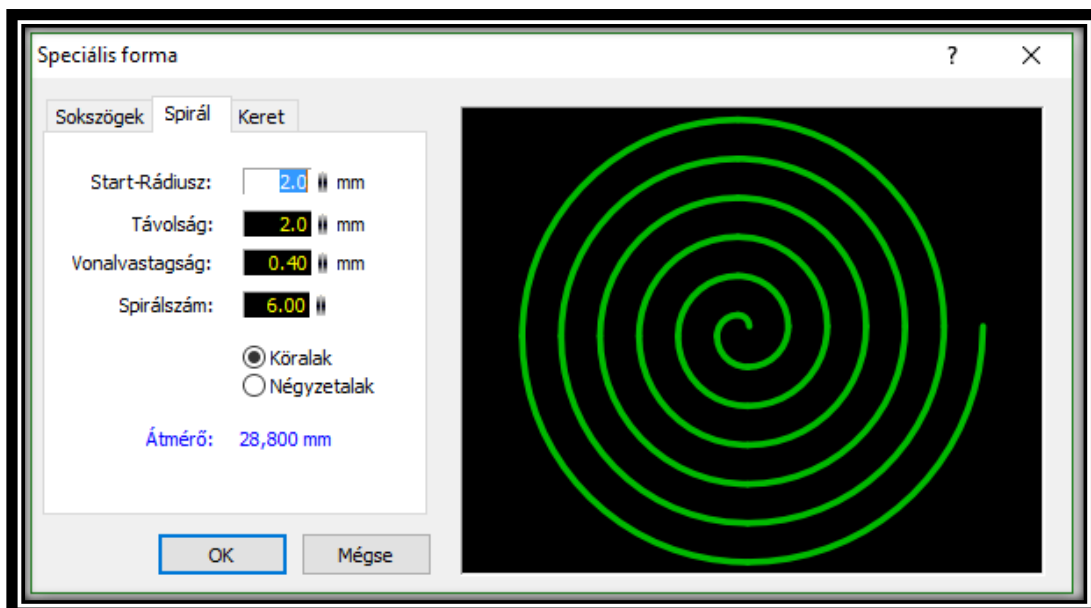 Speciális forma ?
Sokszögek Spirál Keret
Start-Rádiusz: 2.0 mm
Távolság: 2.0 mm
Vonalvastagság: 0.40 mm
Spirálszám: 6.00
Köralak
Négyzetalak
Átmérő: 28,800 mm
OK Mégse